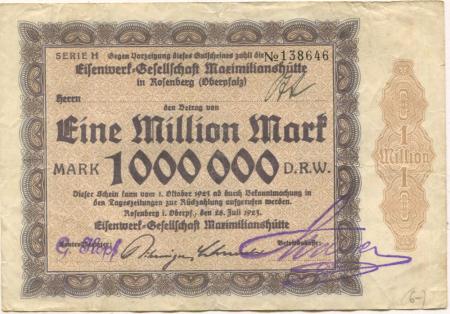 SERIE H Gegen Vorzeigung dieses Gutscheines zahlt die No 138646
Eisenwerk-Gesellschaft Maximilianshütte
in Rosenberg (Oberpfalz)
Herrn
den Betrag von
Eine Million Mark
MARK 1000000 D.R.W.
Dieser Schein kann vom 1. Oktober 1923 ab durch Bekanntmachung in
den Tageszeitungen zur Rückzahlung aufgerufen werden.
Rosenberg i. Oberpf., den 26. Juli 1923.
Eisenwerk-Gesellschaft Maximilianshütte
1 Million